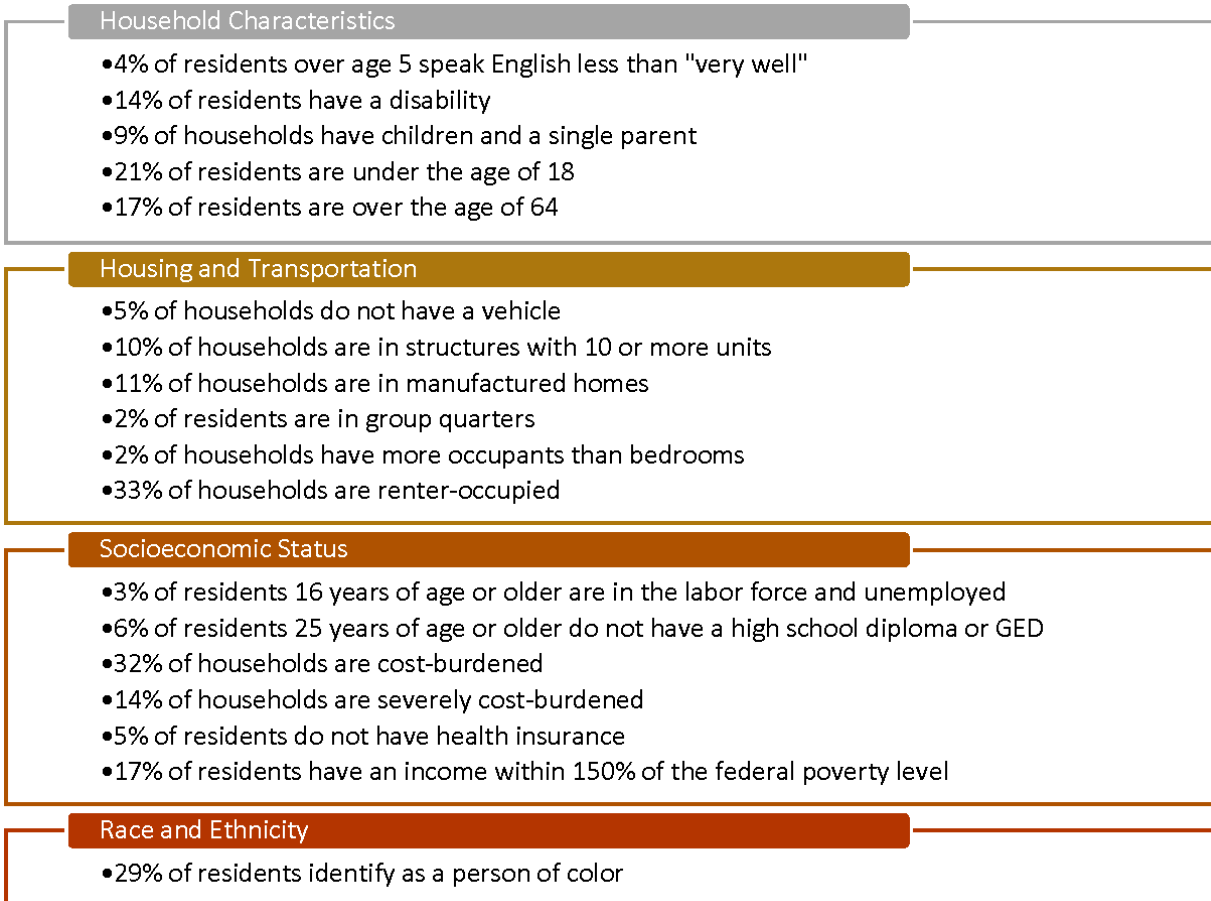 Household Characteristics
•4% of residents over age 5 speak English less than "very well"
•14% of residents have a disability
•9% of households have children and a single parent
•21% of residents are under the age of 18
•17% of residents are over the age of 64
Housing and Transportation
•5% of households do not have a vehicle
•10% of households are in structures with 10 or more units
•11% of households are in manufactured homes
•2% of residents are in group quarters
•2% of households have more occupants than bedrooms
•33% of households are renter-occupied
Socioeconomic Status
•3% of residents 16 years of age or older are in the labor force and unemployed
•6% of residents 25 years of age or older do not have a high school diploma or GED
•32% of households are cost-burdened
•14% of households are severely cost-burdened
•5% of residents do not have health insurance
•17% of residents have an income within 150% of the federal poverty level
Race and Ethnicity
•29% of residents identify as a person of color